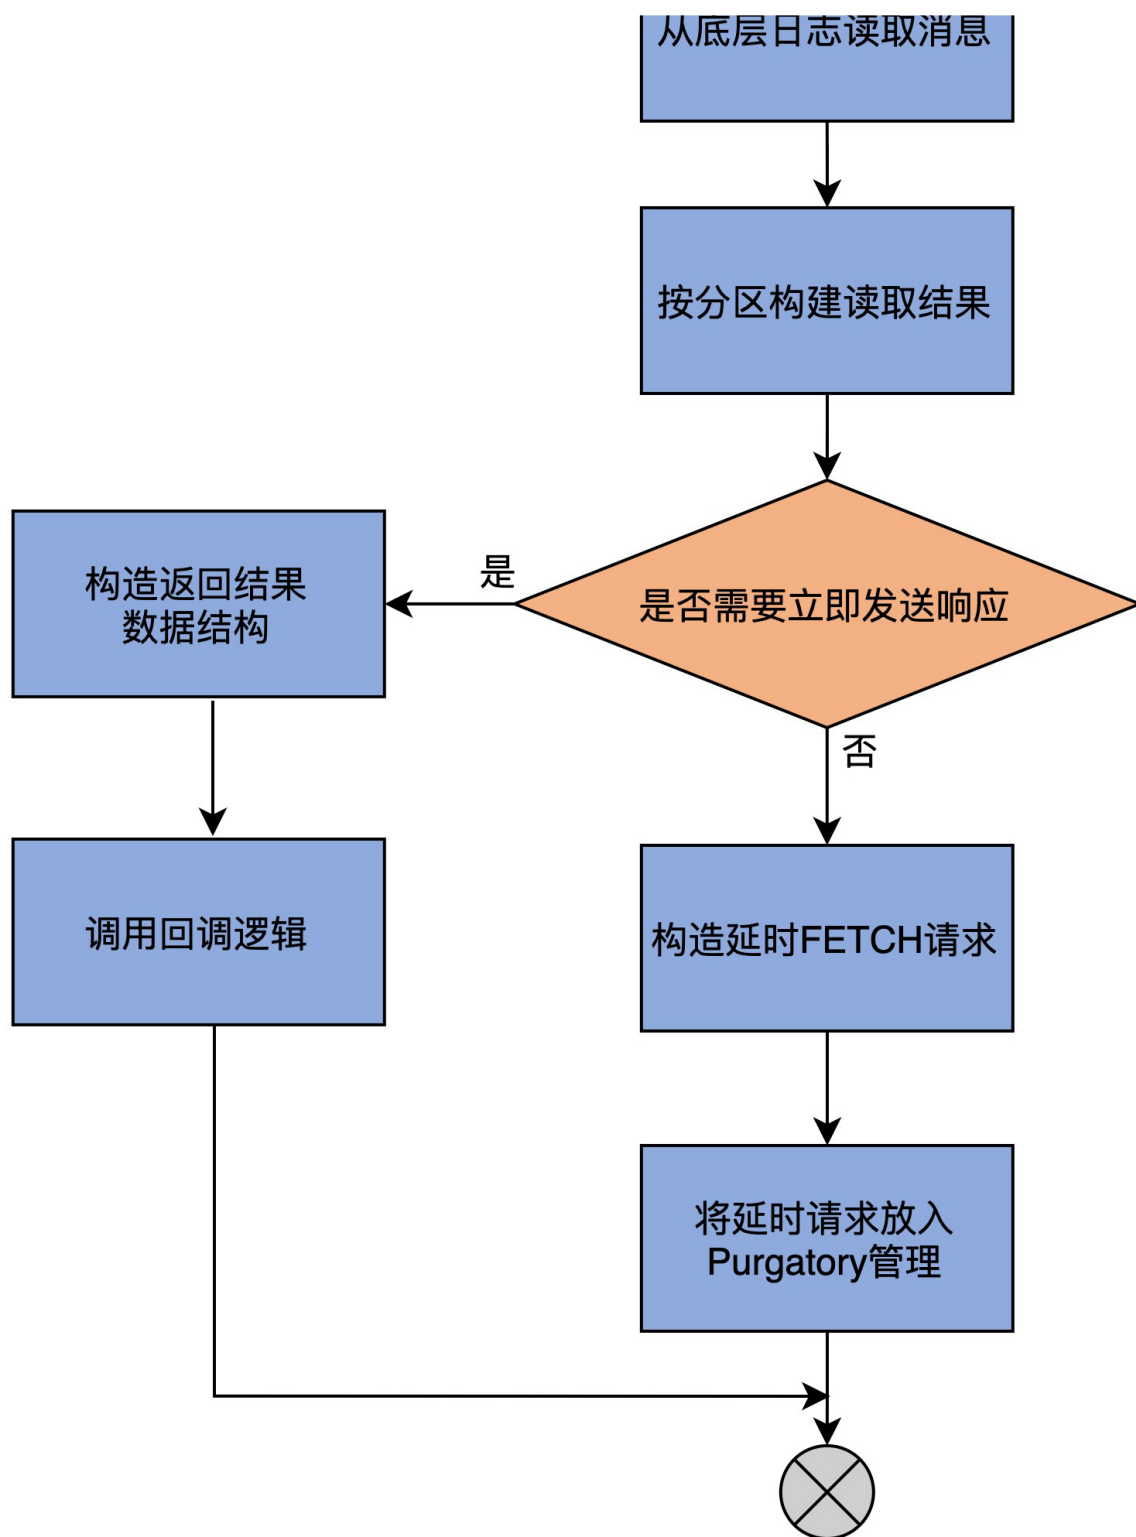 从底层日志读取消息
按分区构建读取结果
是否需要立即发送响应
是
构造返回结果
数据结构
调用回调逻辑
否
构造延时FETCH请求
将延时请求放入
Purgatory管理